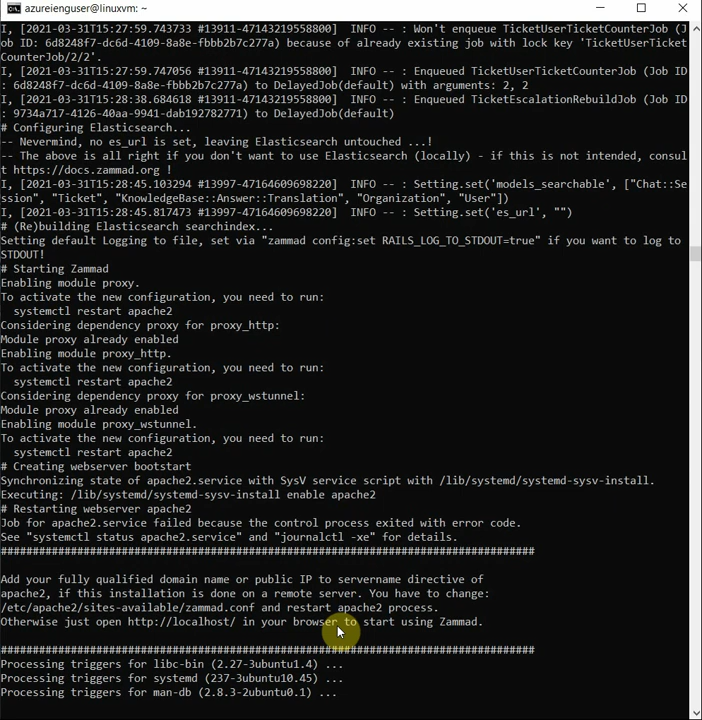 azureienguser@linuxvm: ~
I, [2021-03-31T15:27:59.743733 #13911-47143219558800]  INFO -- : Won't enqueue TicketUserTicketCounterJob (J
ob ID: 6d8248f7-dc6d-4109-8a8e-fbbb2b7c277a) because of already existing job with lock key 'TicketUserTicket
CounterJob/2/2'.
I, [2021-03-31T15:27:59.747056 #13911-47143219558800]  INFO -- : Enqueued TicketUserTicketCounterJob (Job ID
: 6d8248f7-dc6d-4109-8a8e-fbbb2b7c277a) to DelayedJob(default) with arguments: 2, 2
I, [2021-03-31T15:28:38.684618 #13911-47143219558800]  INFO -- : Enqueued TicketEscalationRebuildJob (Job ID
: 9734a717-4126-40aa-9941-dab192782771) to DelayedJob(default)
# Configuring Elasticsearch...
-- Nevermind, no es_url is set, leaving Elasticsearch untouched ...!
-- The above is all right if you don't want to use Elasticsearch (locally) - if this is not intended, consul
t https://docs.zammad.org !
I, [2021-03-31T15:28:45.103294 #13997-47164609698220]  INFO -- : Setting.set('models_searchable', ["Chat::Se
ssion", "Ticket", "KnowledgeBase::Answer::Translation", "Organization", "User"])
I, [2021-03-31T15:28:45.817473 #13997-47164609698220]  INFO -- : Setting.set('es_url', "")
# (Re)building Elasticsearch searchindex...
Setting default Logging to file, set via "zammad config:set RAILS_LOG_TO_STDOUT=true" if you want to log to
STDOUT!
# Starting Zammad
Enabling module proxy.
To activate the new configuration, you need to run:
  systemctl restart apache2
Considering dependency proxy for proxy_http:
Module proxy already enabled
Enabling module proxy_http.
To activate the new configuration, you need to run:
  systemctl restart apache2
Considering dependency proxy for proxy_wstunnel:
Module proxy already enabled
Enabling module proxy_wstunnel.
To activate the new configuration, you need to run:
  systemctl restart apache2
# Creating webserver bootstart
Synchronizing state of apache2.service with SysV service script with /lib/systemd/systemd-sysv-install.
Executing: /lib/systemd/systemd-sysv-install enable apache2
# Restarting webserver apache2
Job for apache2.service failed because the control process exited with error code.
See "systemctl status apache2.service" and "journalctl -xe" for details.
####################################################################################

Add your fully qualified domain name or public IP to servername directive of
apache2, if this installation is done on a remote server. You have to change:
/etc/apache2/sites-available/zammad.conf and restart apache2 process.
Otherwise just open http://localhost/ in your browser to start using Zammad.

####################################################################################
Processing triggers for libc-bin (2.27-3ubuntu1.4) ...
Processing triggers for systemd (237-3ubuntu10.45) ...
Processing triggers for man-db (2.8.3-2ubuntu0.1) ...